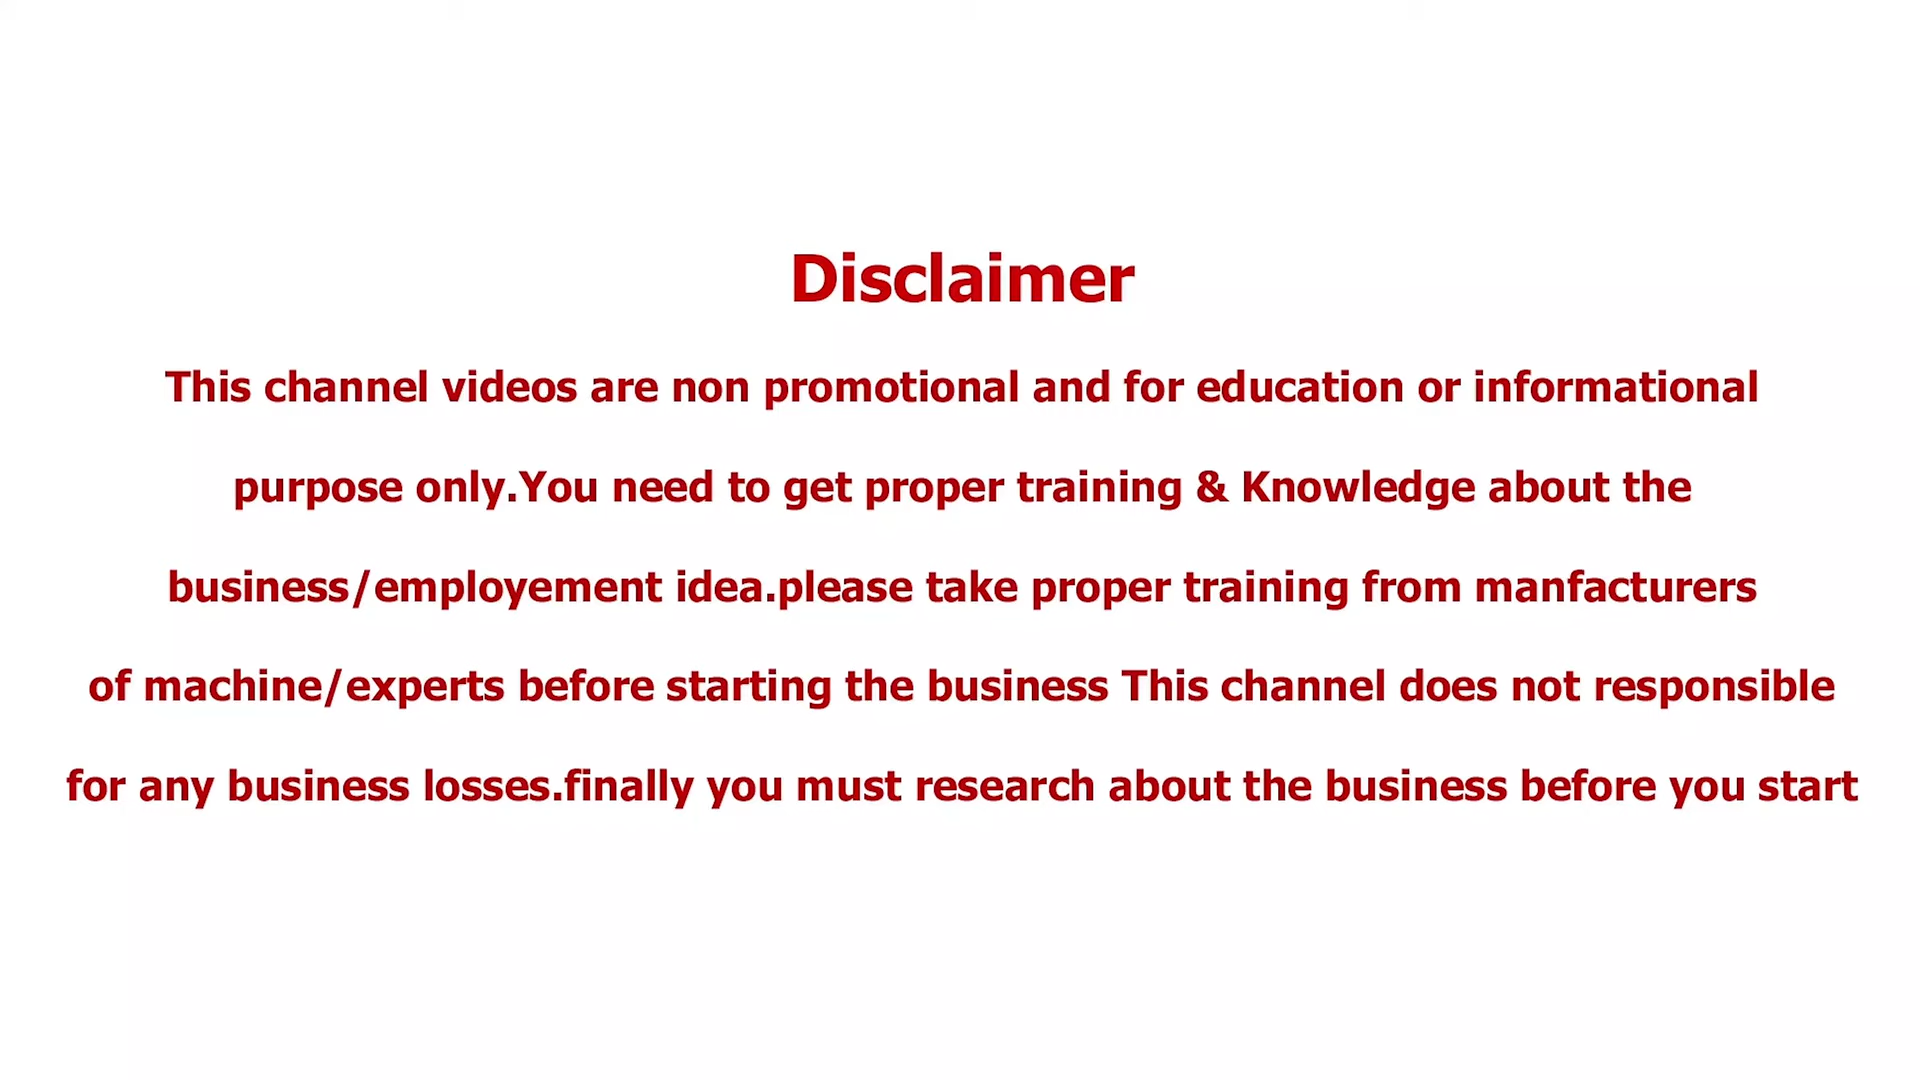 Disclaimer
This channel videos are non promotional and for education or informational
purpose only.You need to get proper training & Knowledge about the
business/employement idea.please take proper training from manfacturers
of machine/experts before starting the business This channel does not responsible
for any business losses.finally you must research about the business before you start